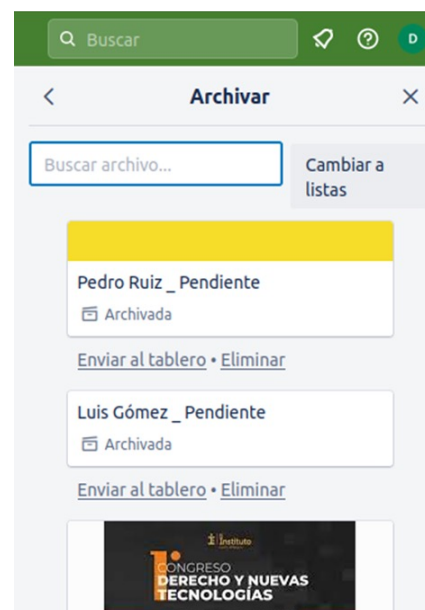 Buscar
D
Archivar
Buscar archivo...
Cambiar a
listas
Pedro Ruiz _ Pendiente
Archivada
Enviar al tablero • Eliminar
Luis Gómez _ Pendiente
Archivada
Enviar al tablero • Eliminar
Instituto
1er
CONGRESO
DERECHO Y NUEVAS
TECNOLOGÍAS